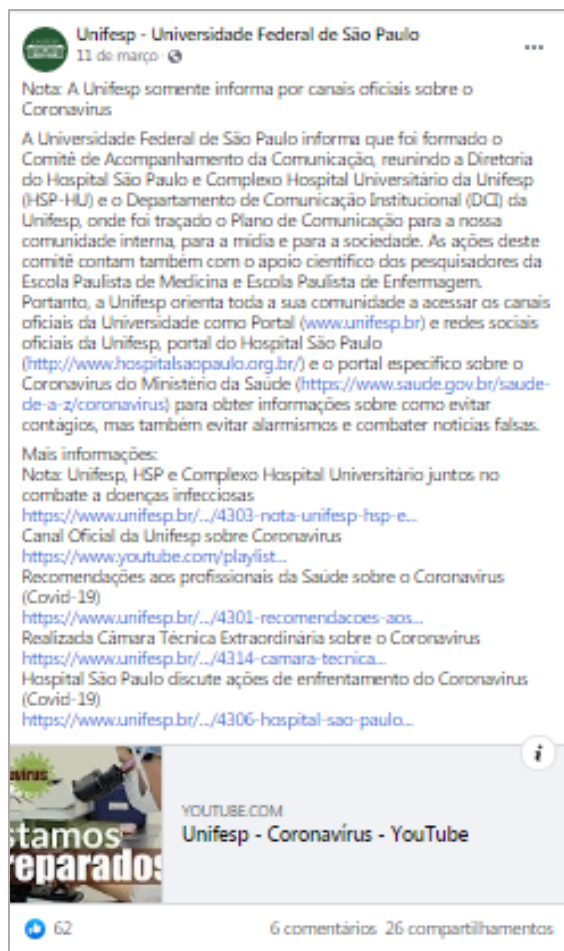 Unifesp - Universidade Federal de São Paulo
11 de março
Nota: A Unifesp somente informa por canais oficiais sobre o
Coronavírus
A Universidade Federal de São Paulo informa que foi formado o
Comitê de Acompanhamento da Comunicação, reunindo a Diretoria
do Hospital São Paulo e Complexo Hospital Universitário da Unifesp
(HSP-HU) e o Departamento de Comunicação Institucional (DCI) da
Unifesp, onde foi traçado o Plano de Comunicação para a nossa
comunidade interna, para a mídia e para a sociedade. As ações deste
comitê contam também com o apoio científico dos pesquisadores da
Escola Paulista de Medicina e Escola Paulista de Enfermagem.
Portanto, a Unifesp orienta toda a sua comunidade a acessar os canais
oficiais da Universidade como Portal (www.unifesp.br) e redes sociais
oficiais da Unifesp, portal do Hospital São Paulo
(http://www.hospitalsaopaulo.org.br/) e o portal específico sobre o
Coronavírus do Ministério da Saúde (https://www.saude.gov.br/saude-
de-a-z/coronavirus) para obter informações sobre como evitar
contágios, mas também evitar alarmismos e combater notícias falsas.
Mais informações:
Nota: Unifesp, HSP e Complexo Hospital Universitário juntos no
combate a doenças infecciosas
https://www.unifesp.br/.../4303-nota-unifesp-hsp-e...
Canal Oficial da Unifesp sobre Coronavírus
https://www.youtube.com/playlist...
Recomendações aos profissionais da Saúde sobre o Coronavírus
(Covid-19)
https://www.unifesp.br/.../4301-recomendacoes-aos...
Realizada Câmara Técnica Extraordinária sobre o Coronavírus
https://www.unifesp.br/.../4314-camara-tecnica...
Hospital São Paulo discute ações de enfrentamento do Coronavírus
(Covid-19)
https://www.unifesp.br/.../4306-hospital-sao-paulo...
avírus
stamos
eparados
YOUTUBE.COM
Unifesp - Coronavírus - YouTube
62
6 comentários 26 compartilhamentos